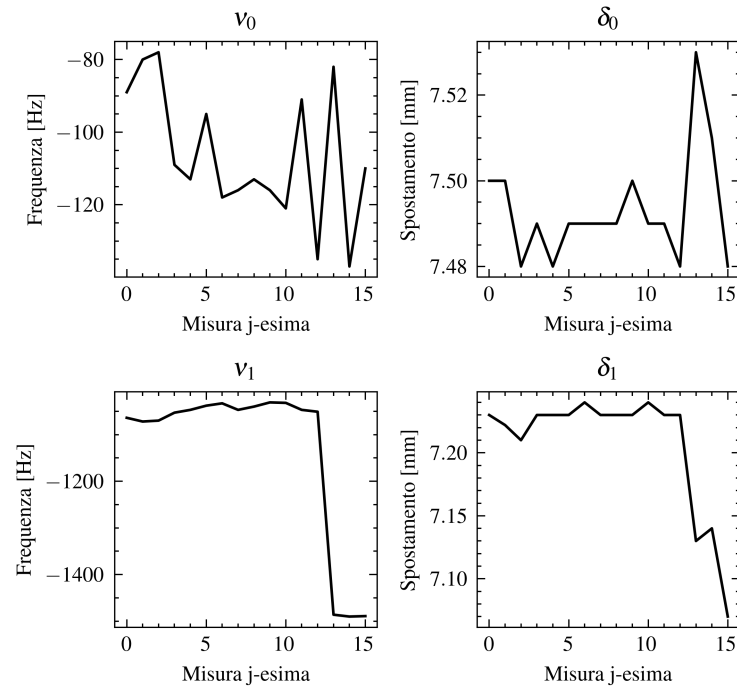 ν₀
−80
−100
−120
Frequenza [Hz]
0 5 10 15
Misura j-esima
δ₀
7.52
7.50
7.48
Spostamento [mm]
0 5 10 15
Misura j-esima
ν₁
−1200
−1400
Frequenza [Hz]
0 5 10 15
Misura j-esima
δ₁
7.20
7.15
7.10
Spostamento [mm]
0 5 10 15
Misura j-esima